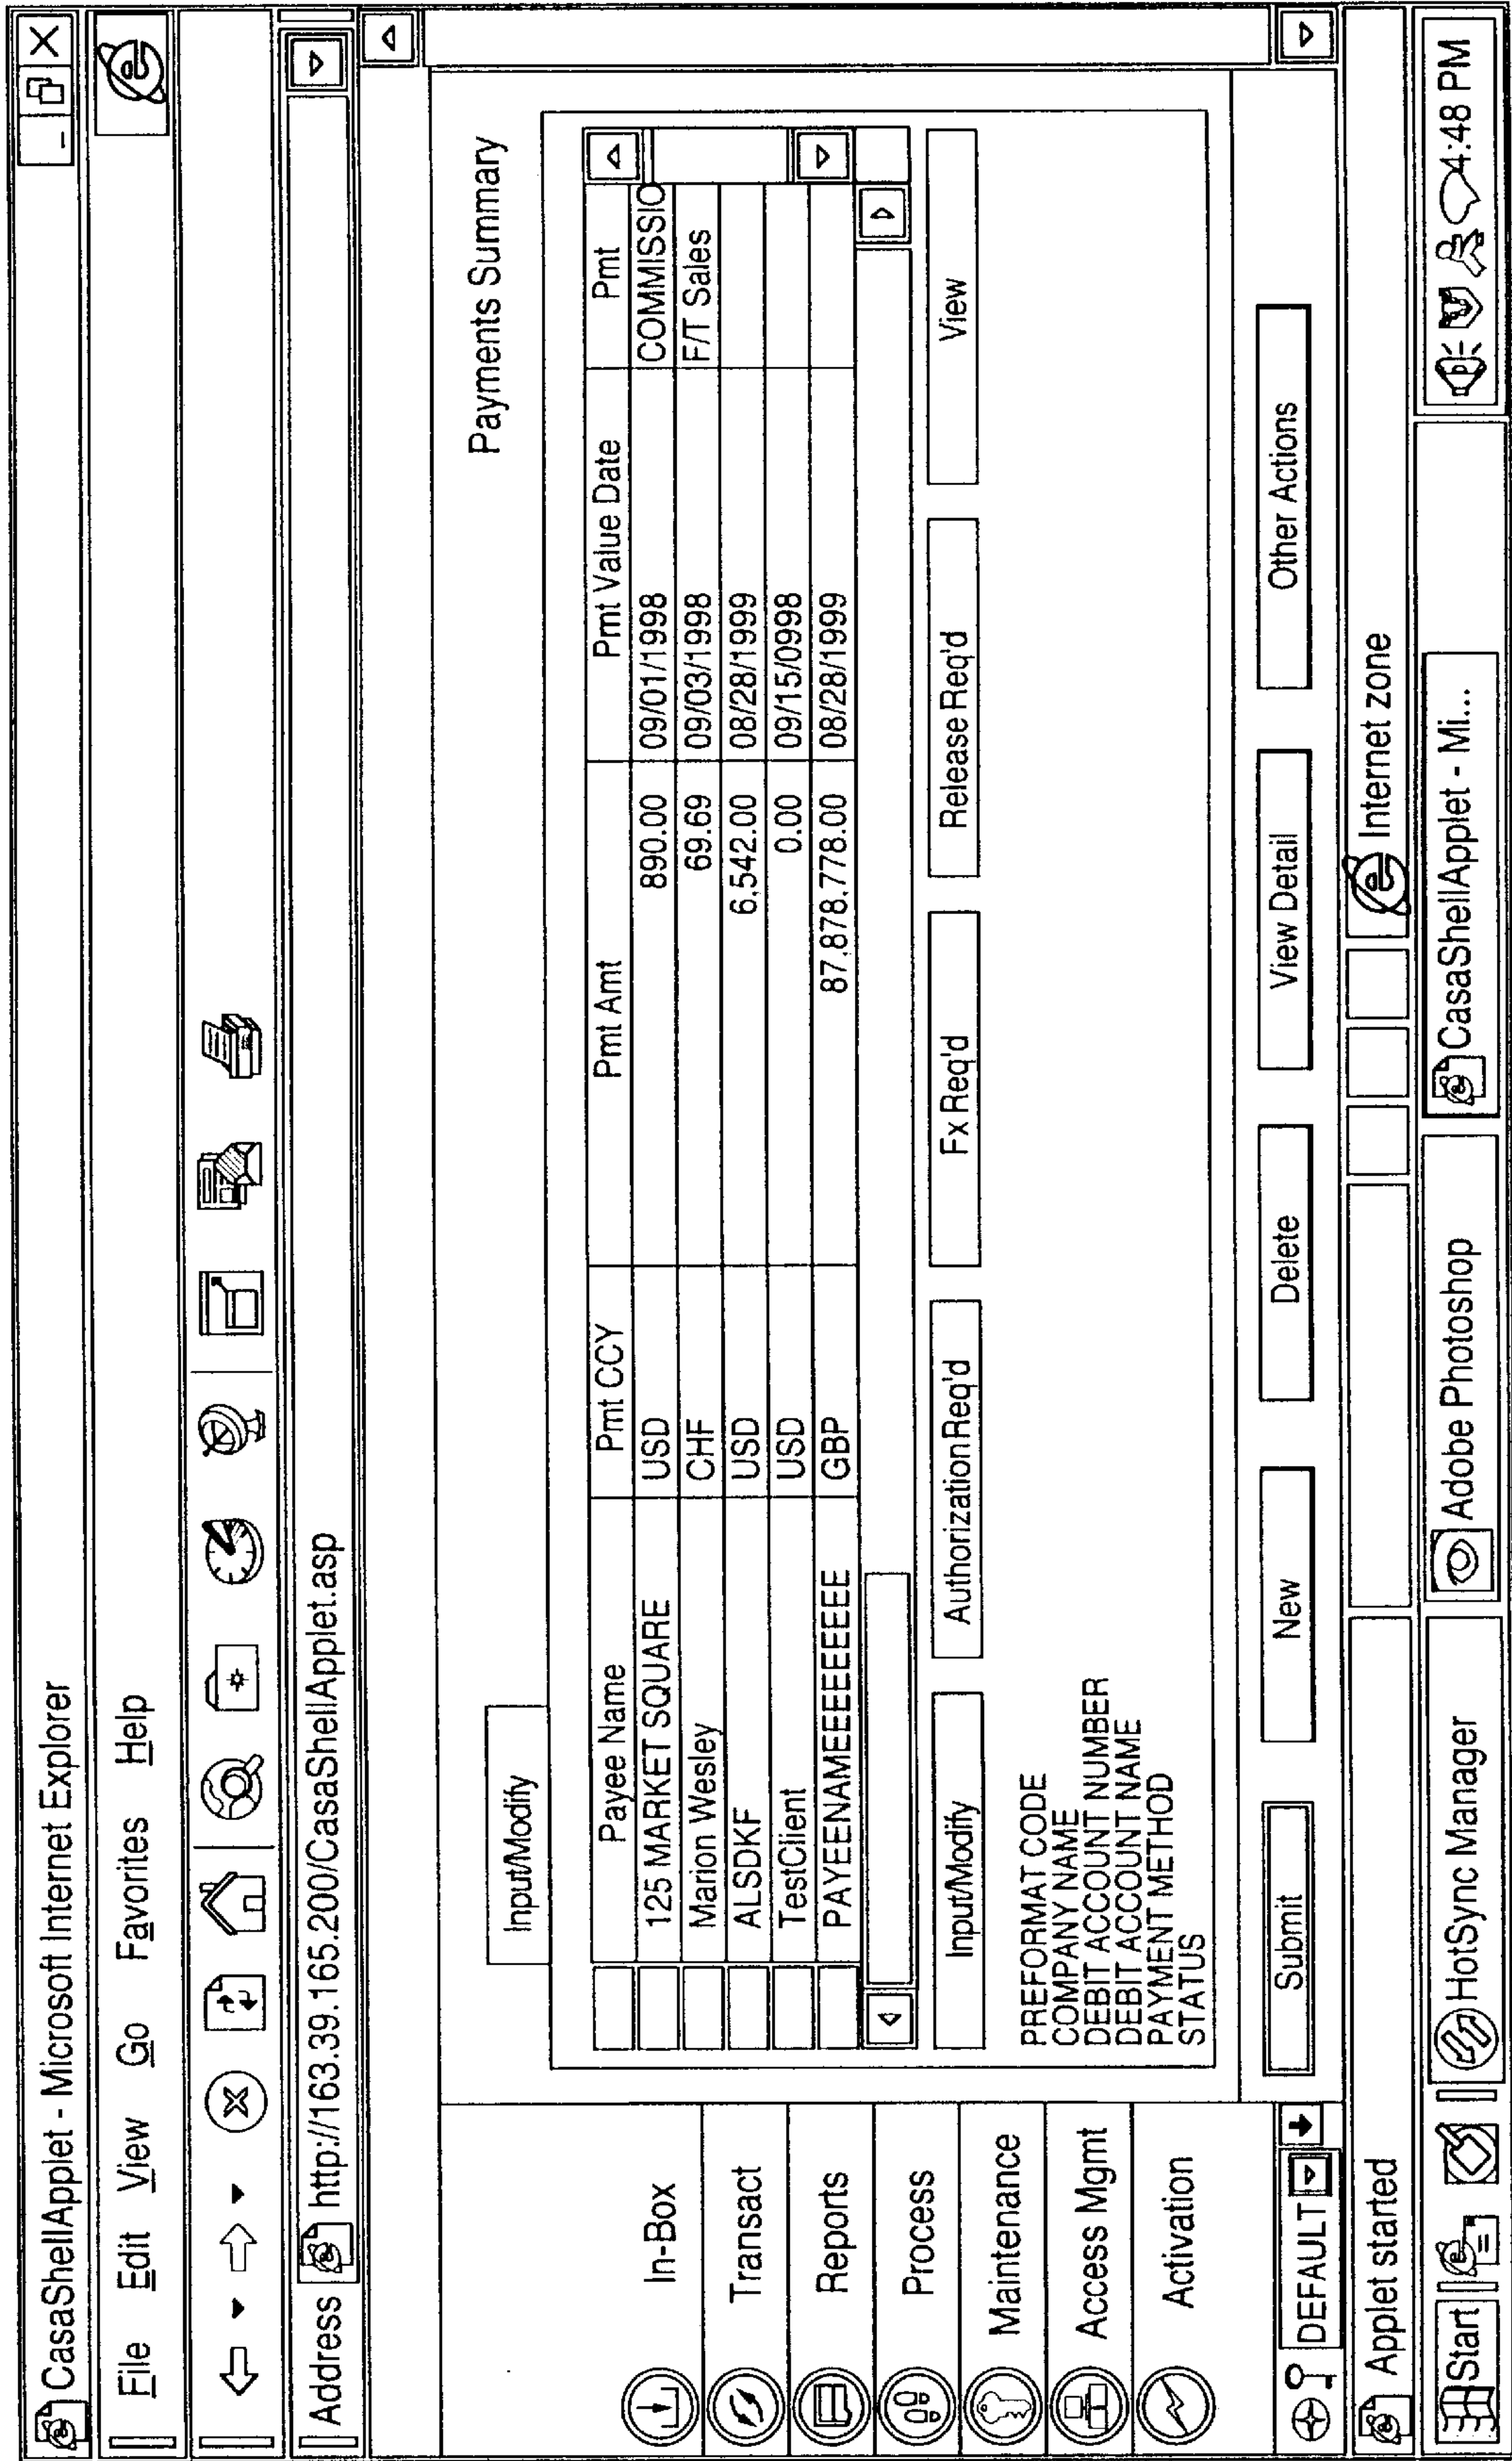 CasaShellApplet - Microsoft Internet Explorer
File Edit View Go Favorites Help
Address http://163.39.165.200/CasaShellApplet.asp
Payments Summary
Input/Modify
Payee Name Pmt CCY Pmt Amt Pmt Value Date Pmt
125 MARKET SQUARE USD 890.00 09/01/1998 COMMISSIO
Marion Wesley CHF 69.69 09/03/1998 F/T Sales
ALSDKF USD 6,542.00 08/28/1999
TestClient USD 0.00 09/15/0998
PAYEENAMEEEEEEEEEE GBP 87,878,778.00 08/28/1999
Input/Modify AuthorizationReq'd Fx Req'd Release Req'd View
PREFORMAT CODE
COMPANY NAME
DEBIT ACCOUNT NUMBER
DEBIT ACCOUNT NAME
PAYMENT METHOD
STATUS
In-Box
Transact
Reports
Process
Maintenance
Access Mgmt
Activation
DEFAULT
Submit New Delete View Detail Other Actions
Applet started Internet zone
Start HotSync Manager Adobe Photoshop CasaShellApplet - Mi... 4:48 PM